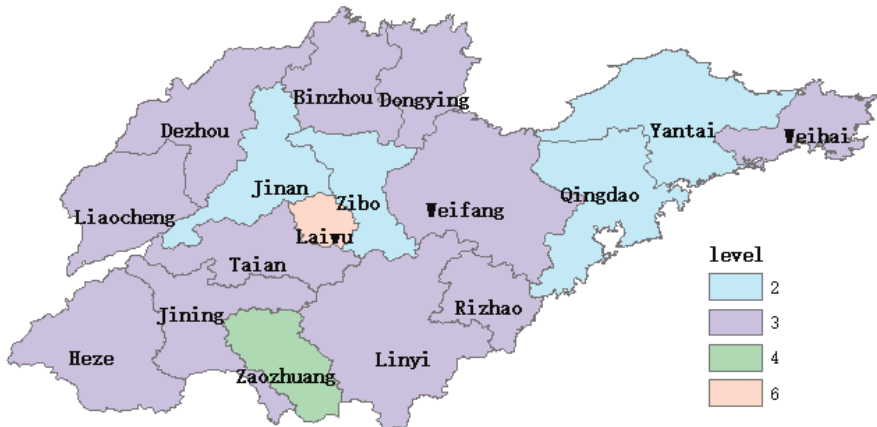 Binzhou
Dongying
Dezhou
Yantai
Weihai
Jinan
Zibo
Qingdao
Liaocheng
Weifang
Laiwu
Taian
level
2
Rizhao
3
Jining
Heze
Linyi
4
Zaozhuang
6